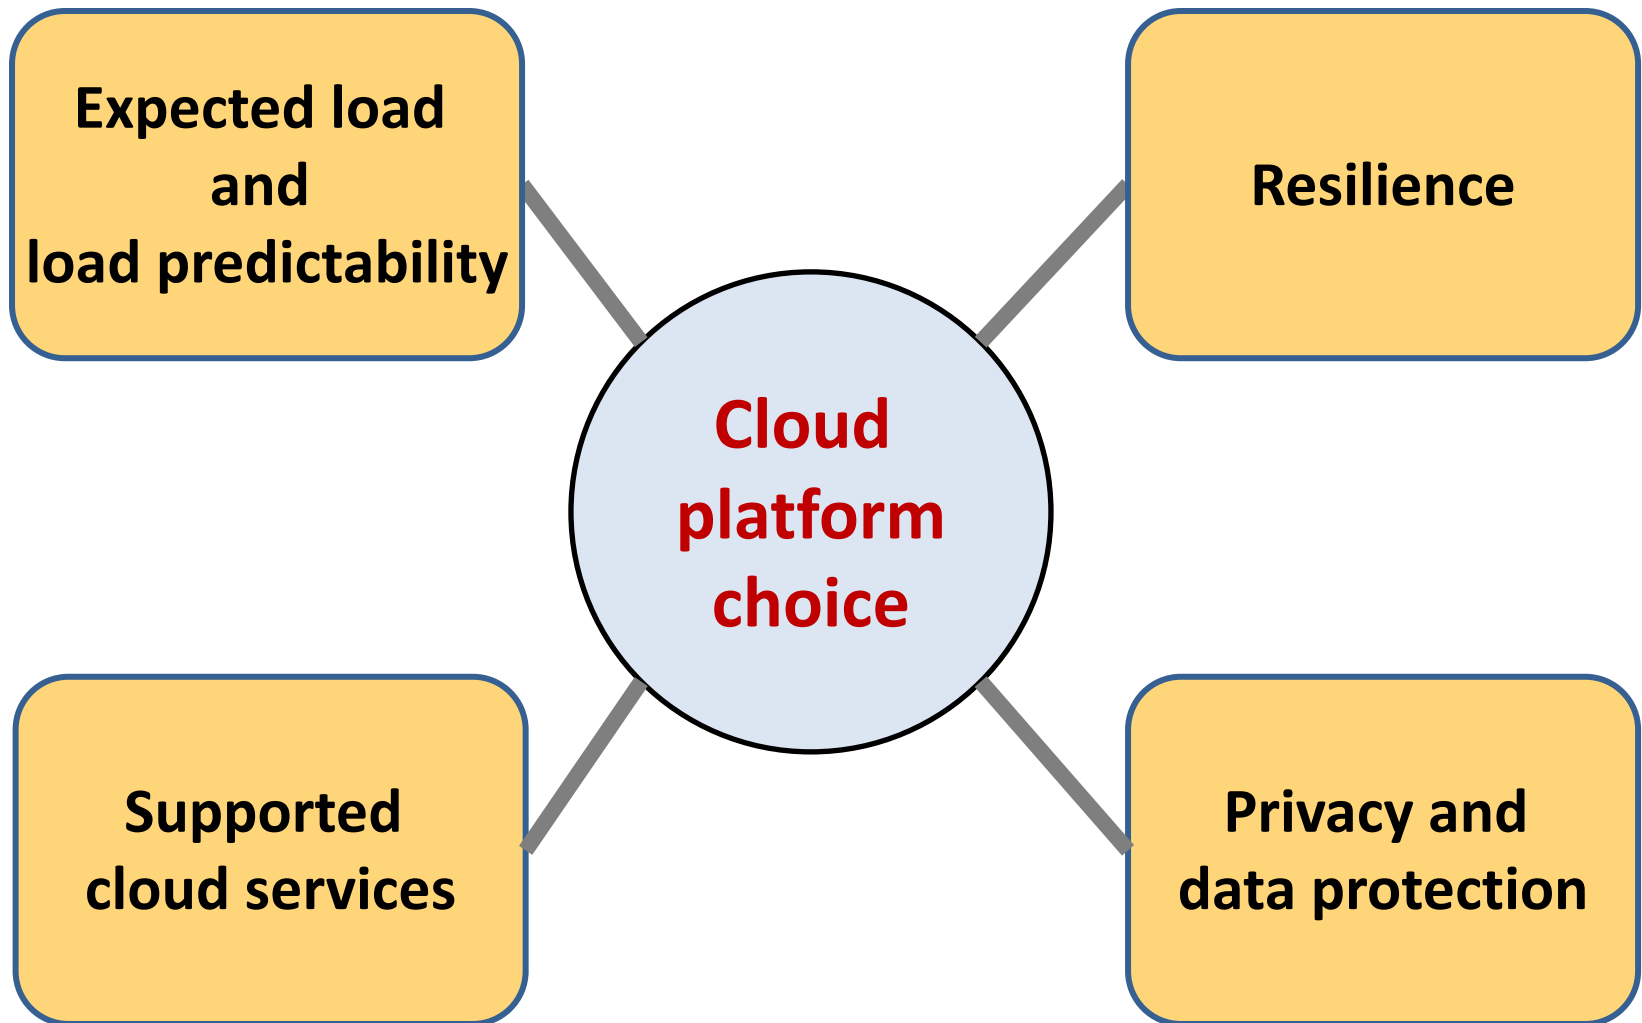 Expected load
and
load predictability
Resilience
Cloud
platform
choice
Supported
cloud services
Privacy and
data protection